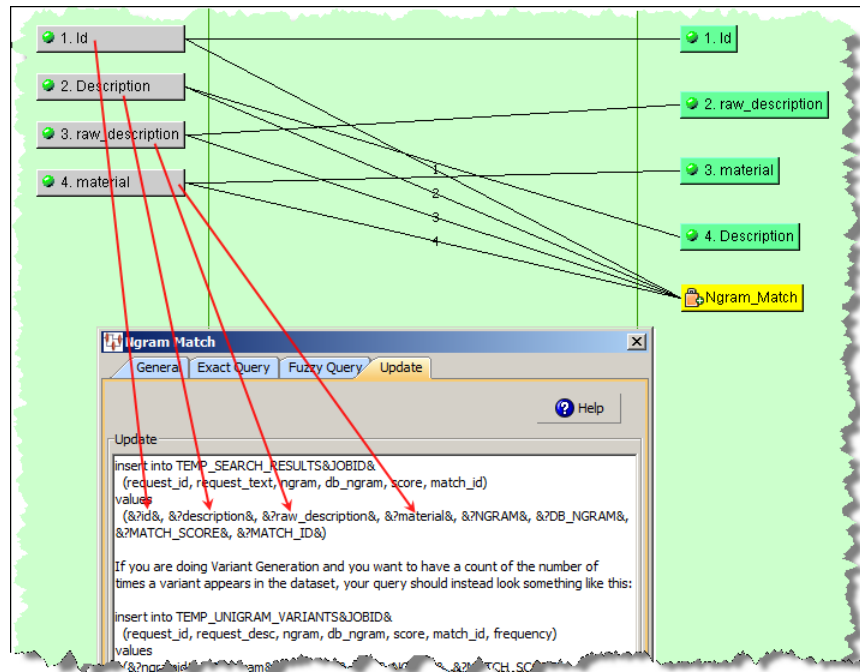 1. Id
1. Id
2. Description
2. raw_description
3. raw_description
3. material
4. material
4. Description
1
2
3
4
Ngram_Match
Ngram Match
General Exact Query Fuzzy Query Update
Help
Update
insert into TEMP_SEARCH_RESULTS&JOBID&
(request_id, request_text, ngram, db_ngram, score, match_id)
values
(&?id&, &?description&, &?raw_description&, &?material&, &?NGRAM&, &?DB_NGRAM&,
&?MATCH_SCORE&, &?MATCH_ID&)
If you are doing Variant Generation and you want to have a count of the number of
times a variant appears in the dataset, your query should instead look something like this:
insert into TEMP_UNIGRAM_VARIANTS&JOBID&
(request_id, request_desc, ngram, db_ngram, score, match_id, frequency)
values